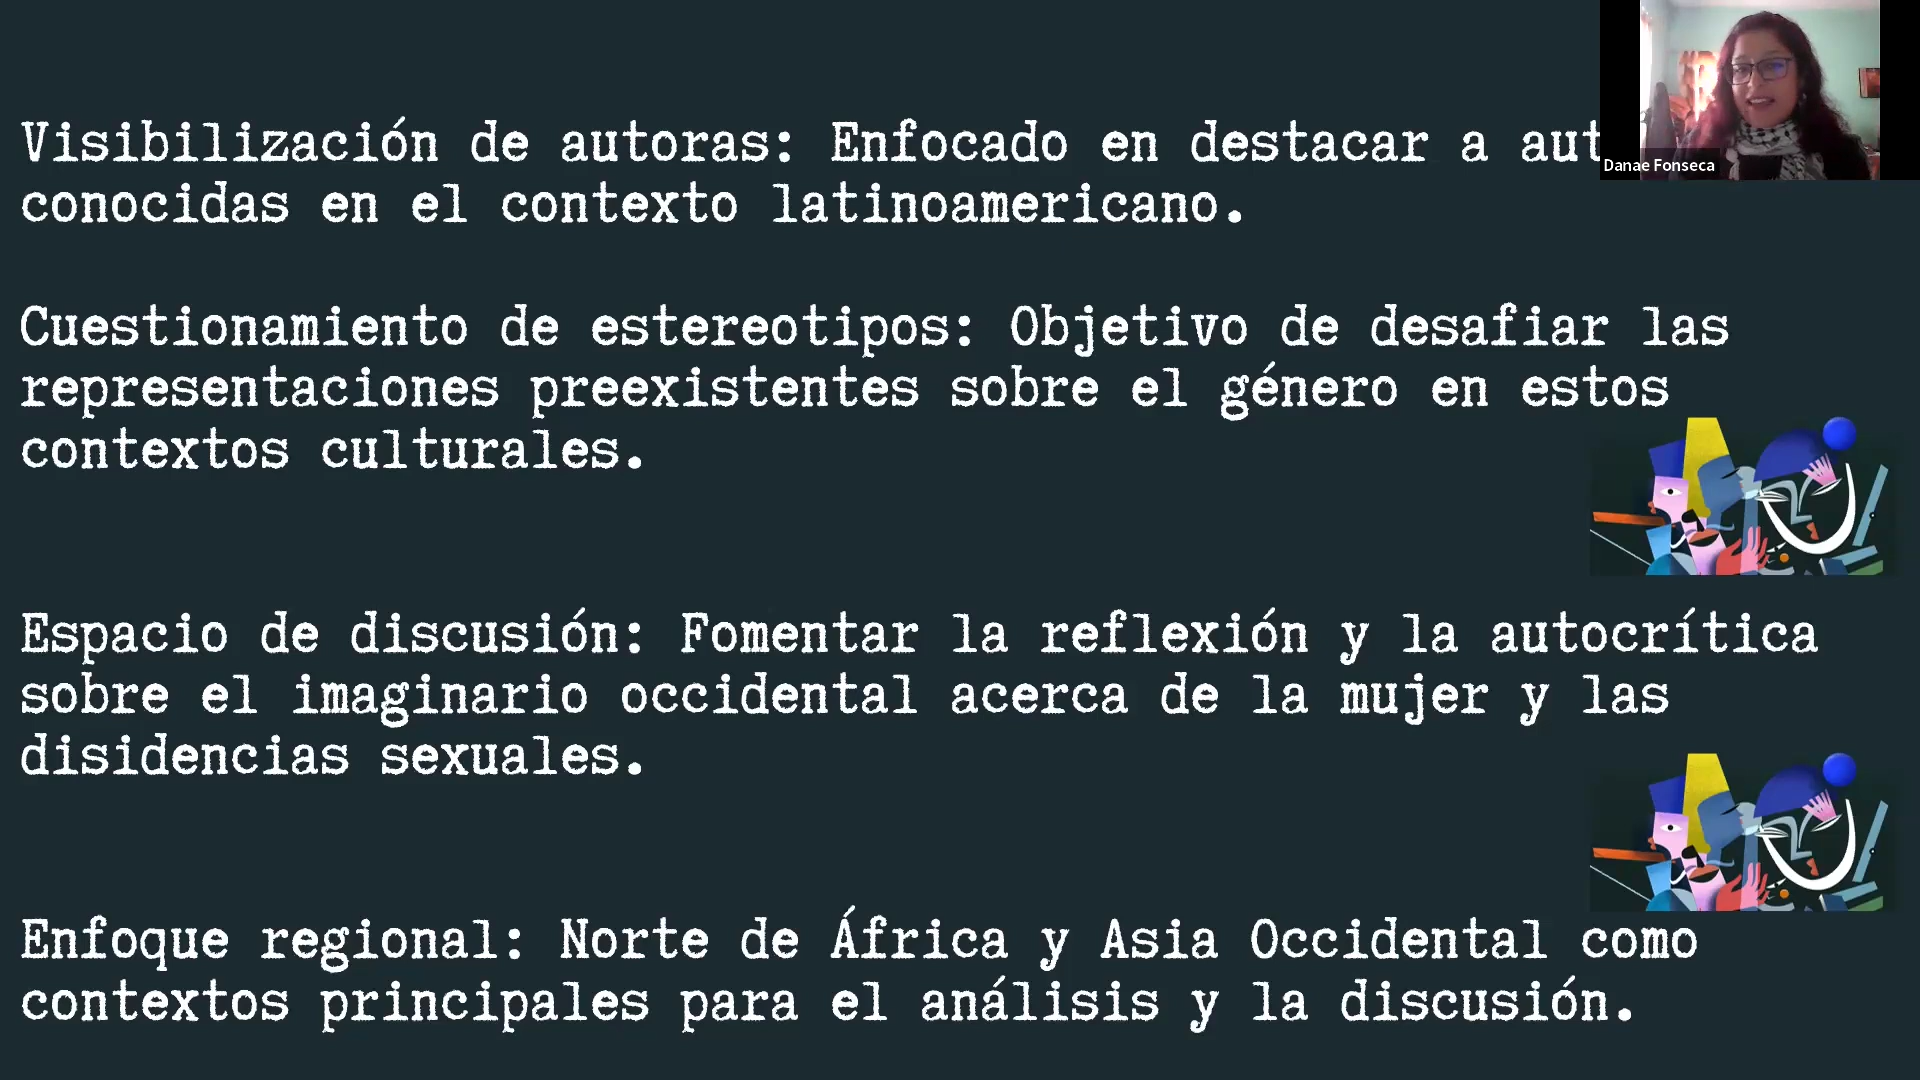 Visibilización de autoras: Enfocado en destacar a
conocidas en el contexto latinoamericano.
Cuestionamiento de estereotipos: Objetivo de desafiar las
representaciones preexistentes sobre el género en estos
contextos culturales.
Espacio de discusión: Fomentar la reflexión y la autocrítica
sobre el imaginario occidental acerca de la mujer y las
disidencias sexuales.
Enfoque regional: Norte de África y Asia Occidental como
contextos principales para el análisis y la discusión.
Danae Fonseca